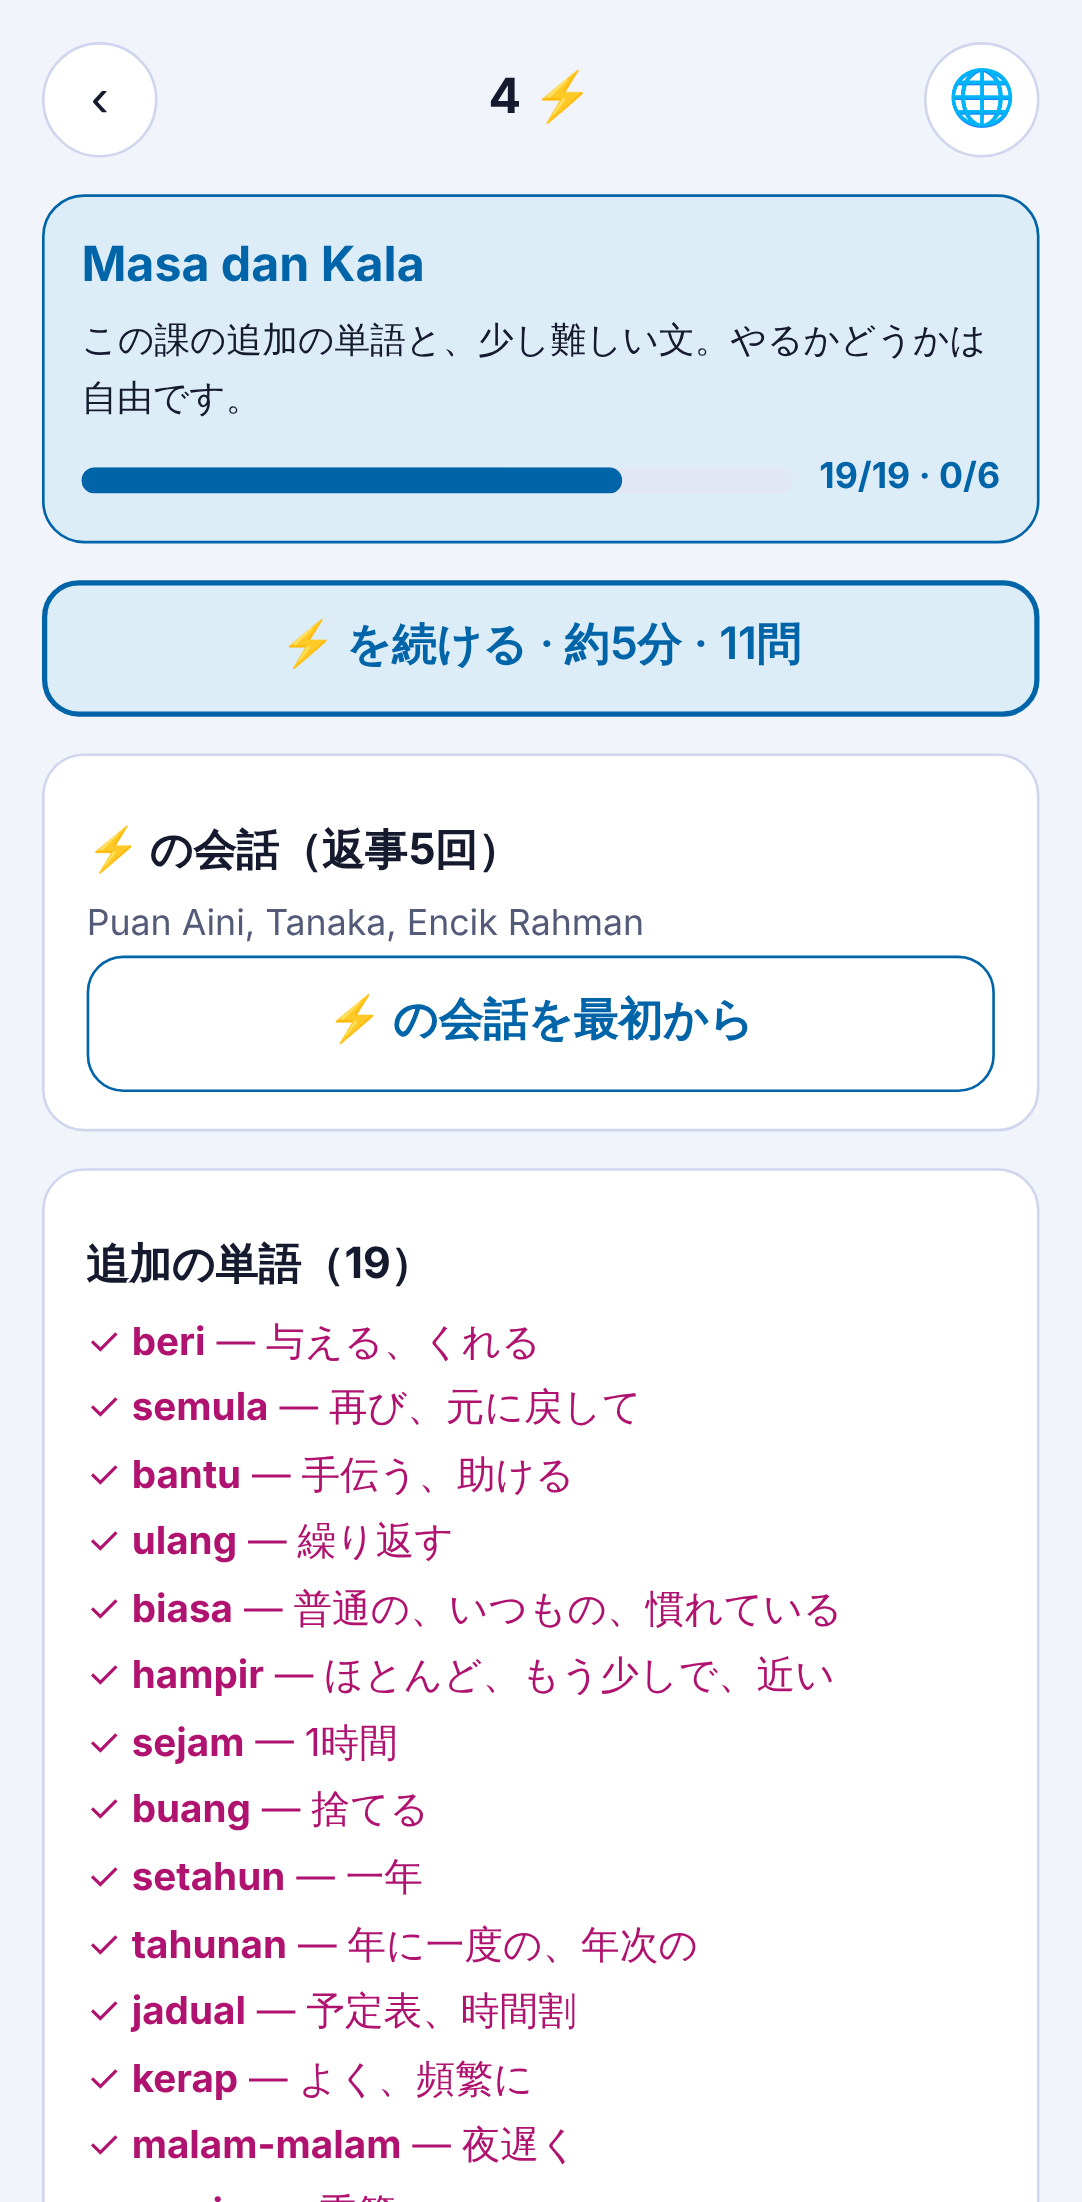 ‹
4 ⚡
Masa dan Kala
この課の追加の単語と、少し難しい文。やるかどうかは
自由です。
19/19 · 0/6
⚡ を続ける · 約5分 · 11問
⚡ の会話（返事5回）
Puan Aini, Tanaka, Encik Rahman
⚡ の会話を最初から
追加の単語（19）
✓ beri — 与える、くれる
✓ semula — 再び、元に戻して
✓ bantu — 手伝う、助ける
✓ ulang — 繰り返す
✓ biasa — 普通の、いつもの、慣れている
✓ hampir — ほとんど、もう少しで、近い
✓ sejam — 1時間
✓ buang — 捨てる
✓ setahun — 一年
✓ tahunan — 年に一度の、年次の
✓ jadual — 予定表、時間割
✓ kerap — よく、頻繁に
✓ malam-malam — 夜遅く